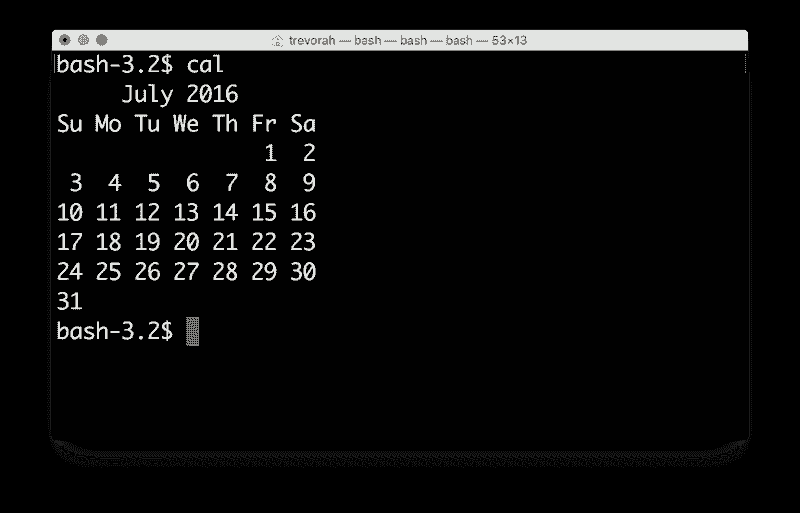 trevorah — bash — bash — bash — 53×13
bash-3.2$ cal
     July 2016
Su Mo Tu We Th Fr Sa
                1  2
 3  4  5  6  7  8  9
10 11 12 13 14 15 16
17 18 19 20 21 22 23
24 25 26 27 28 29 30
31
bash-3.2$